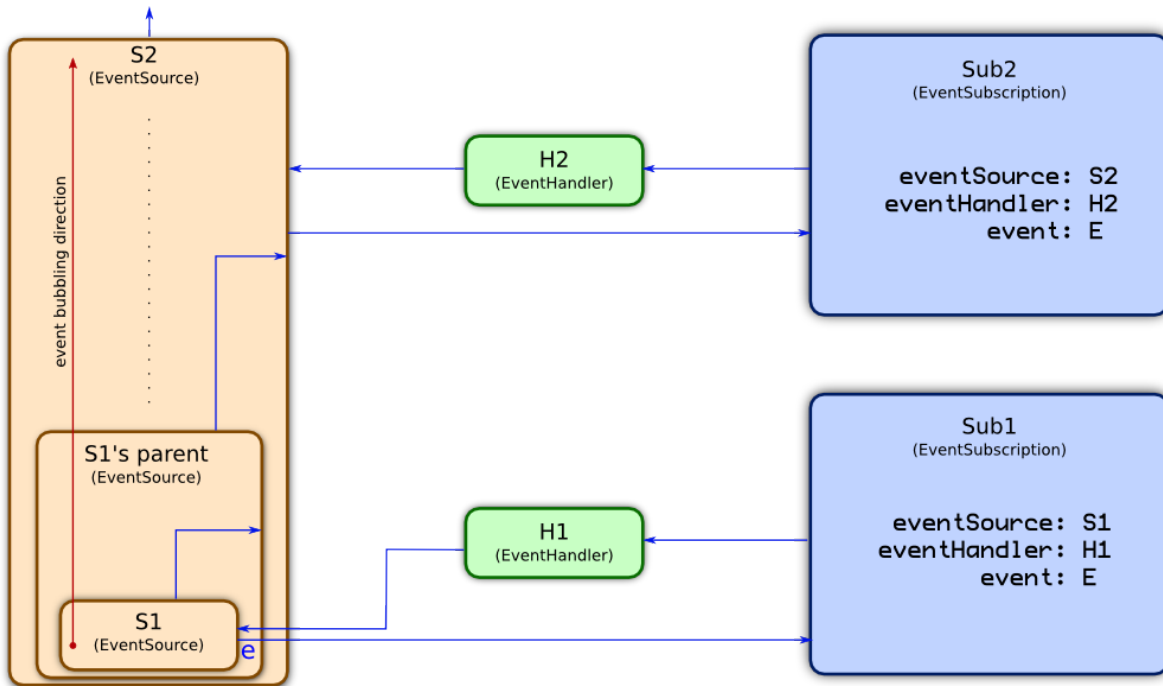 S2
(EventSource)
event bubbling direction
S1's parent
(EventSource)
S1
(EventSource)
e
H2
(EventHandler)
H1
(EventHandler)
Sub2
(EventSubscription)
eventSource: S2
eventHandler: H2
event: E
Sub1
(EventSubscription)
eventSource: S1
eventHandler: H1
event: E